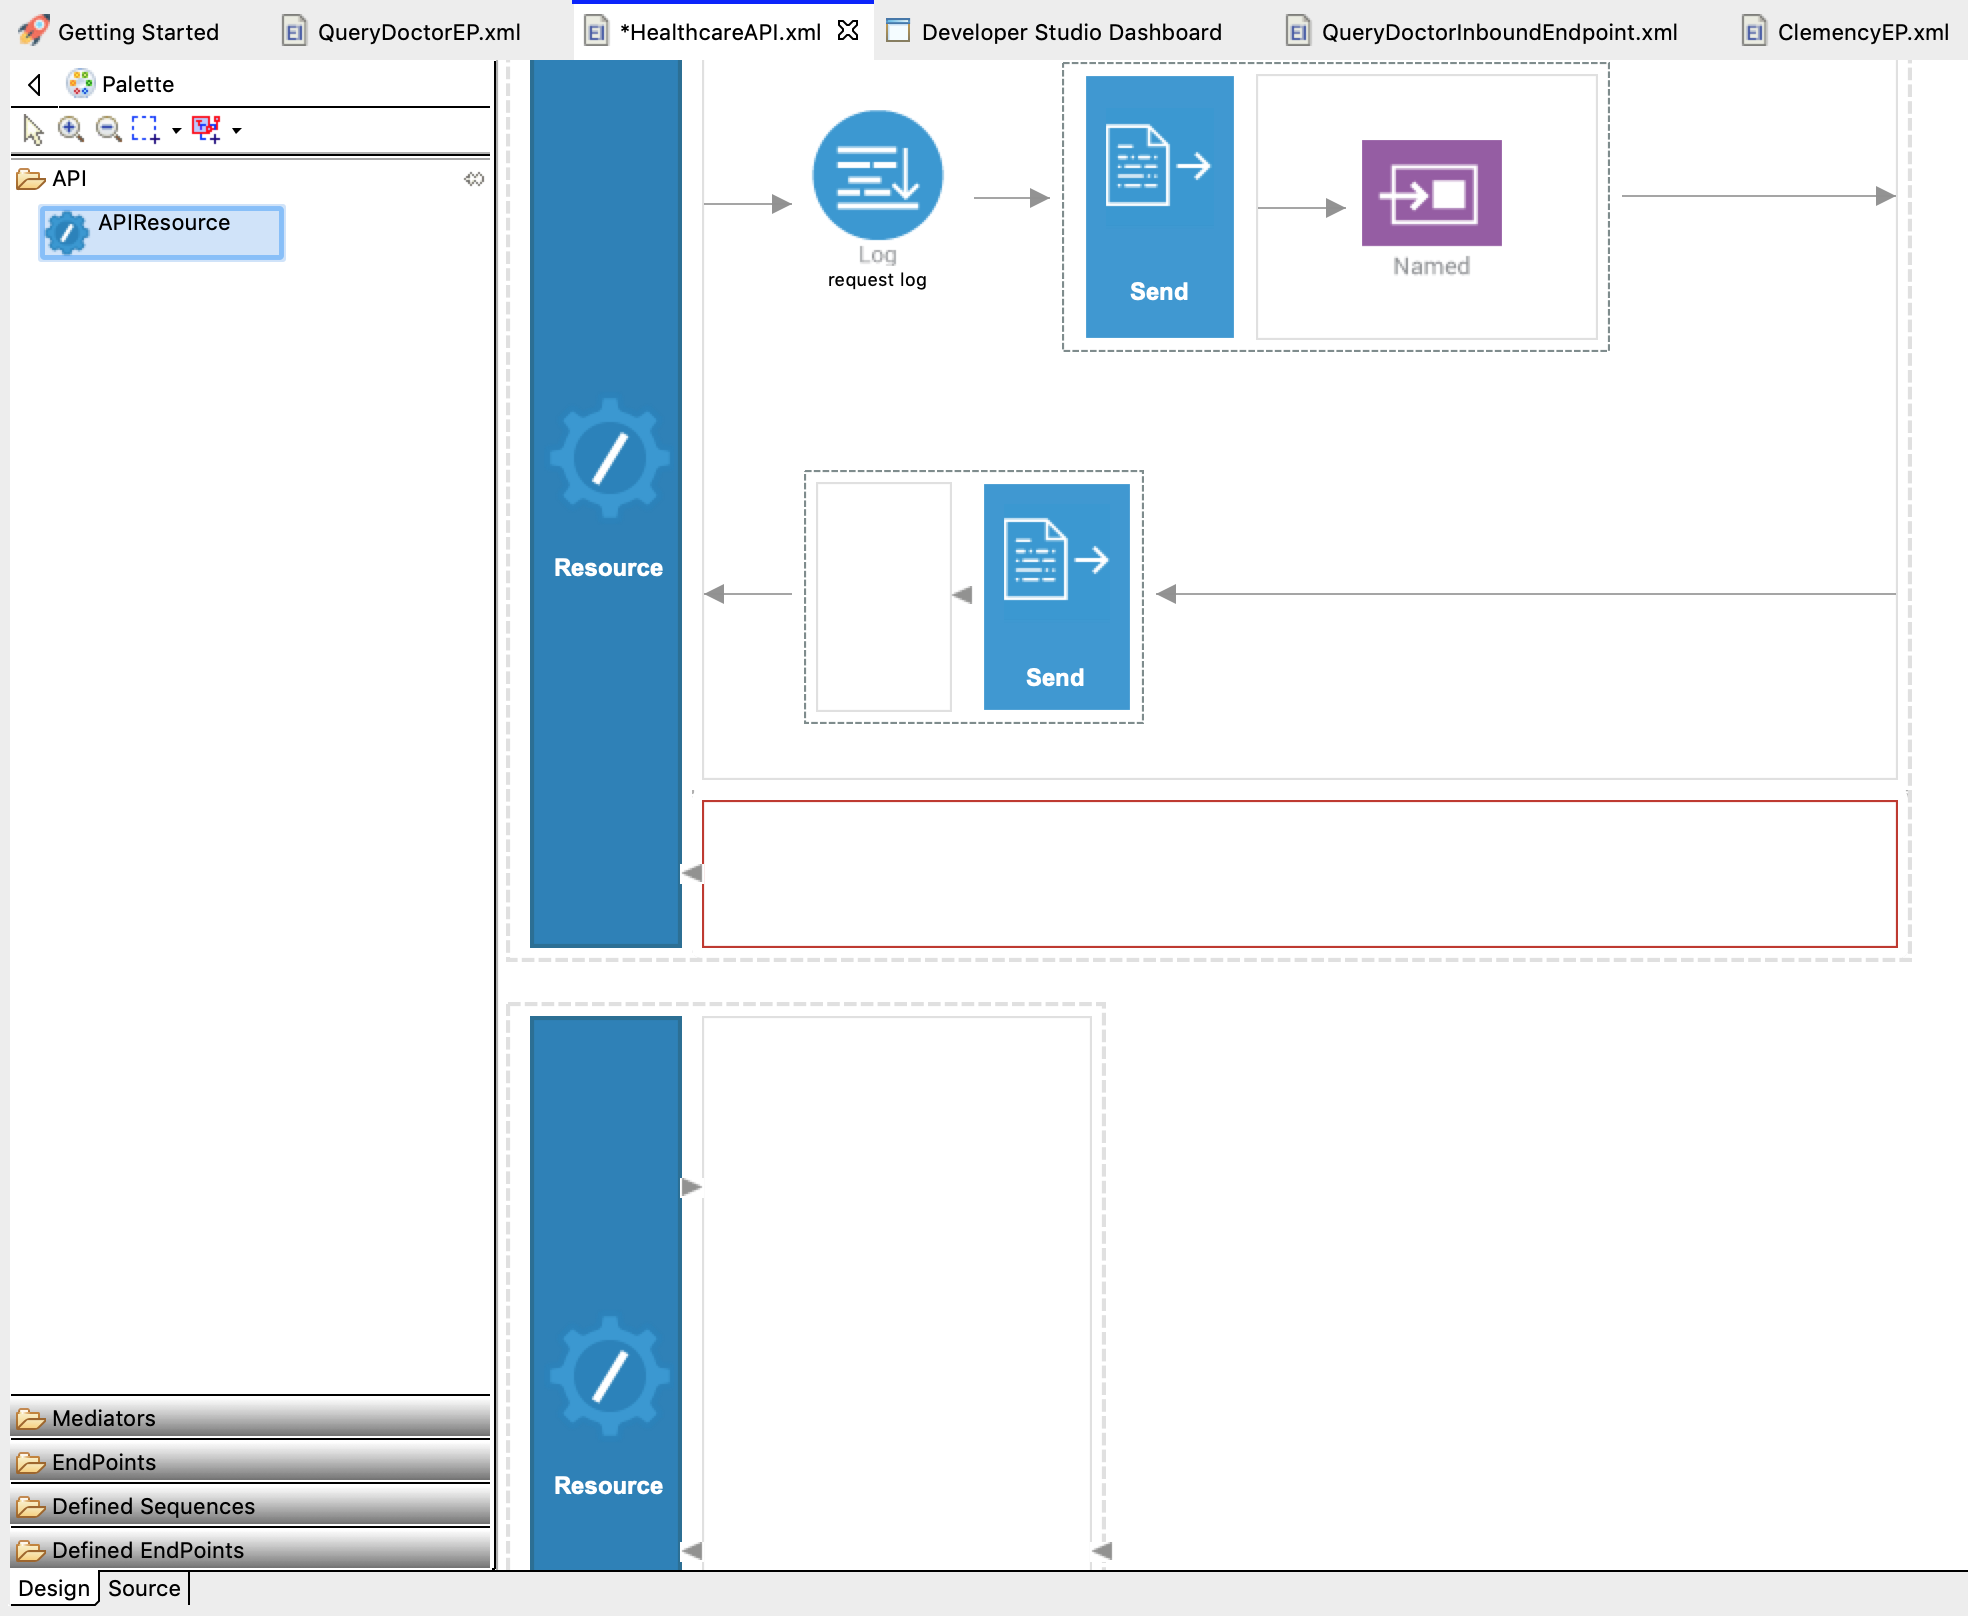 Getting Started
QueryDoctorEP.xml
*HealthcareAPI.xml
Developer Studio Dashboard
QueryDoctorInboundEndpoint.xml
ClemencyEP.xml
Palette
API
APIResource
Log
request log
Send
Named
Resource
Send
Resource
Mediators
EndPoints
Defined Sequences
Defined EndPoints
Design
Source